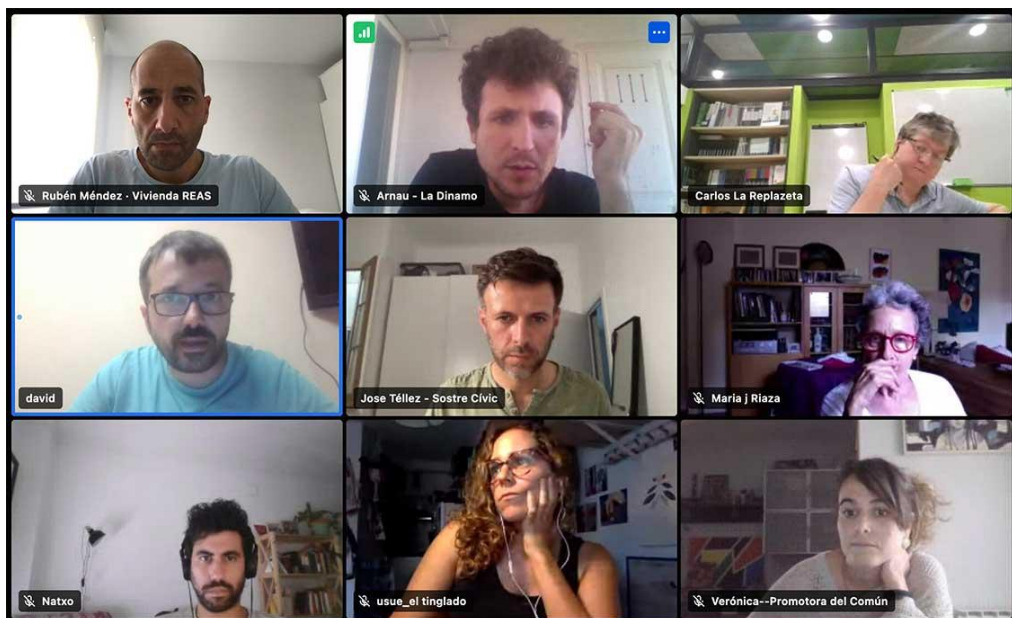 Rubén Méndez · Vivienda REAS
Arnau - La Dinamo
Carlos La Replazeta
david
Jose Téllez - Sostre Cívic
Maria j Riaza
Natxo
usue_el tinglado
Verónica--Promotora del Común